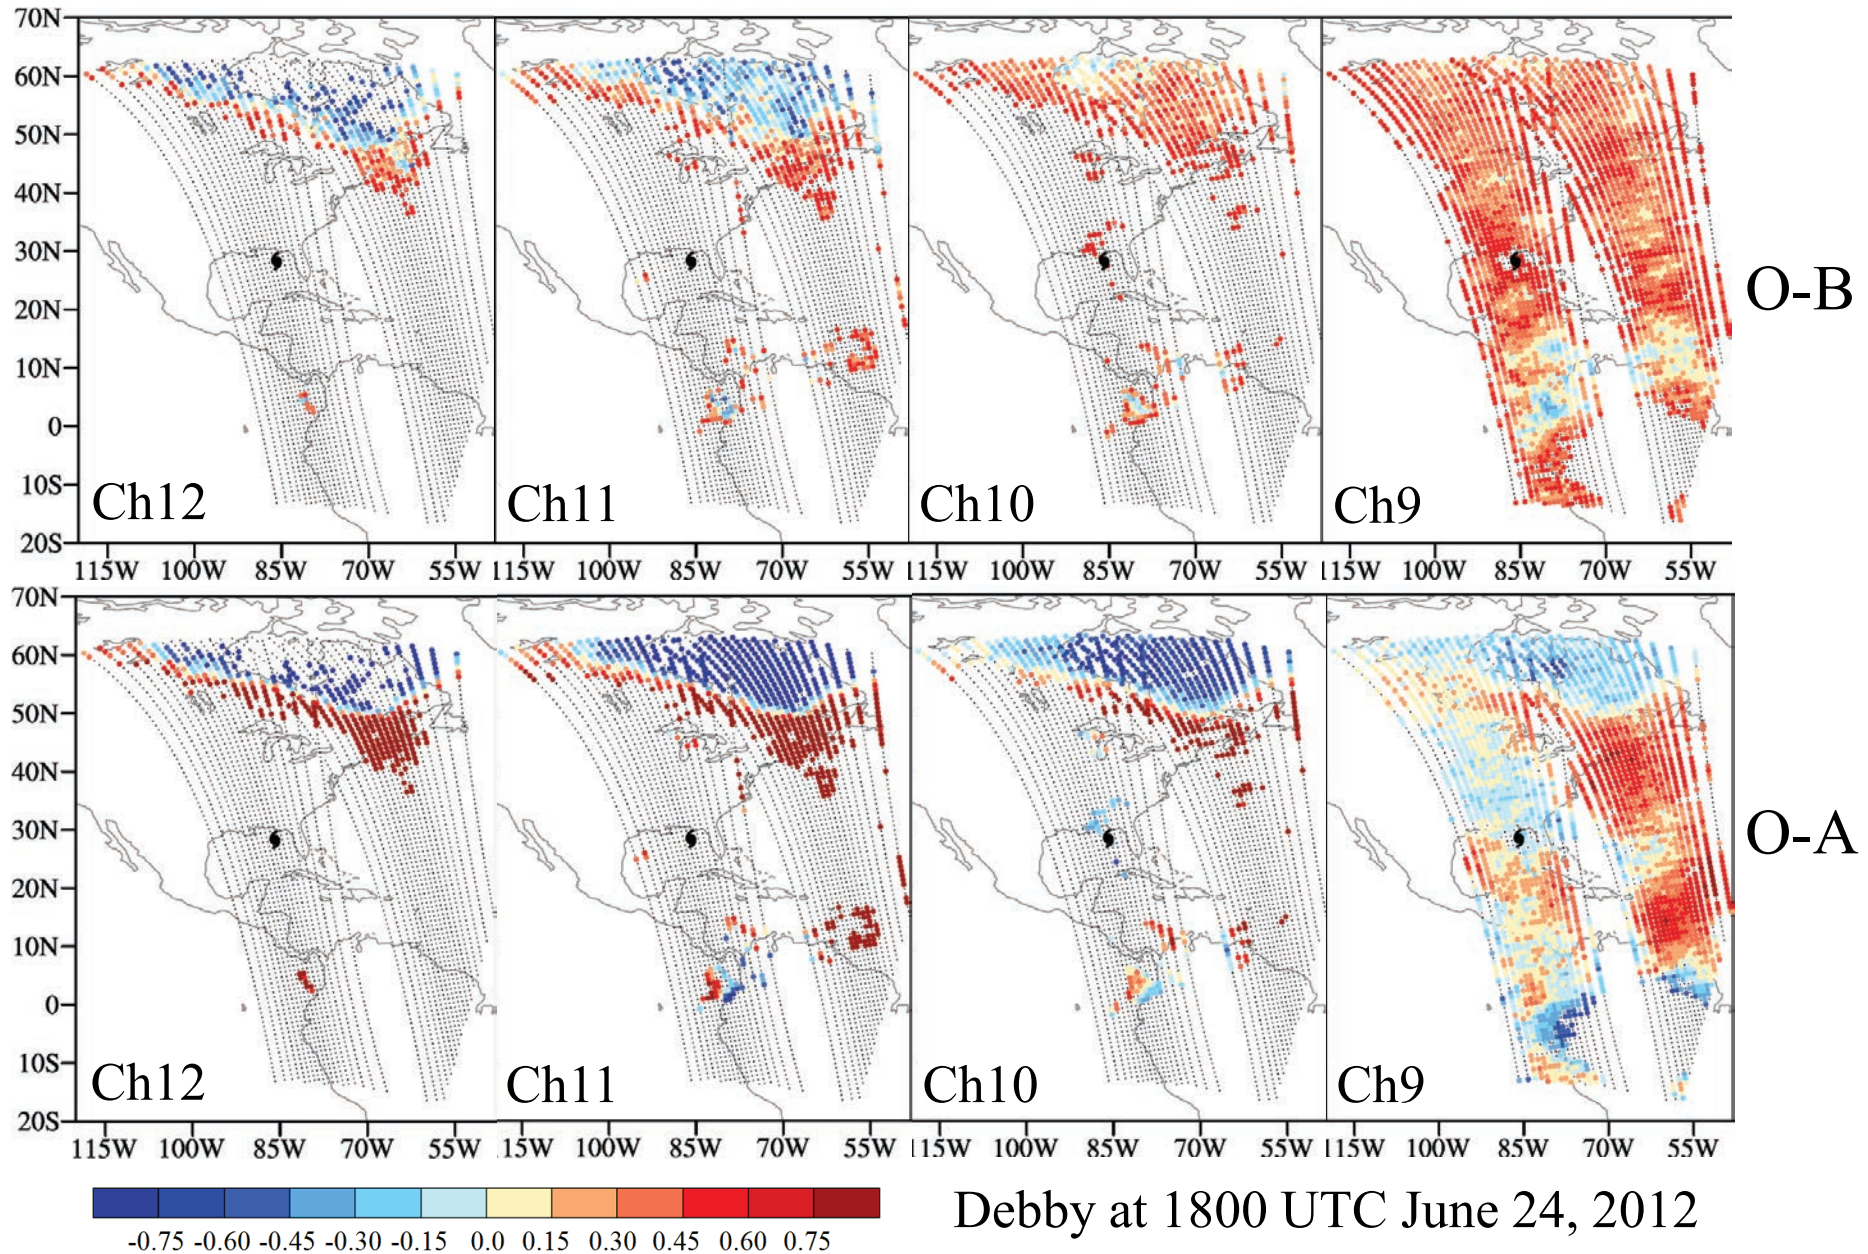 70N
60N
50N
40N
30N
20N
10N
0
10S
20S
Ch12
Ch11
Ch10
Ch9
O-B
115W 100W 85W 70W 55W 115W 100W 85W 70W 55W 115W 100W 85W 70W 55W 115W 100W 85W 70W 55W
70N
60N
50N
40N
30N
20N
10N
0
10S
20S
Ch12
Ch11
Ch10
Ch9
O-A
115W 100W 85W 70W 55W 115W 100W 85W 70W 55W 115W 100W 85W 70W 55W 115W 100W 85W 70W 55W
-0.75 -0.60 -0.45 -0.30 -0.15 0.0 0.15 0.30 0.45 0.60 0.75
Debby at 1800 UTC June 24, 2012